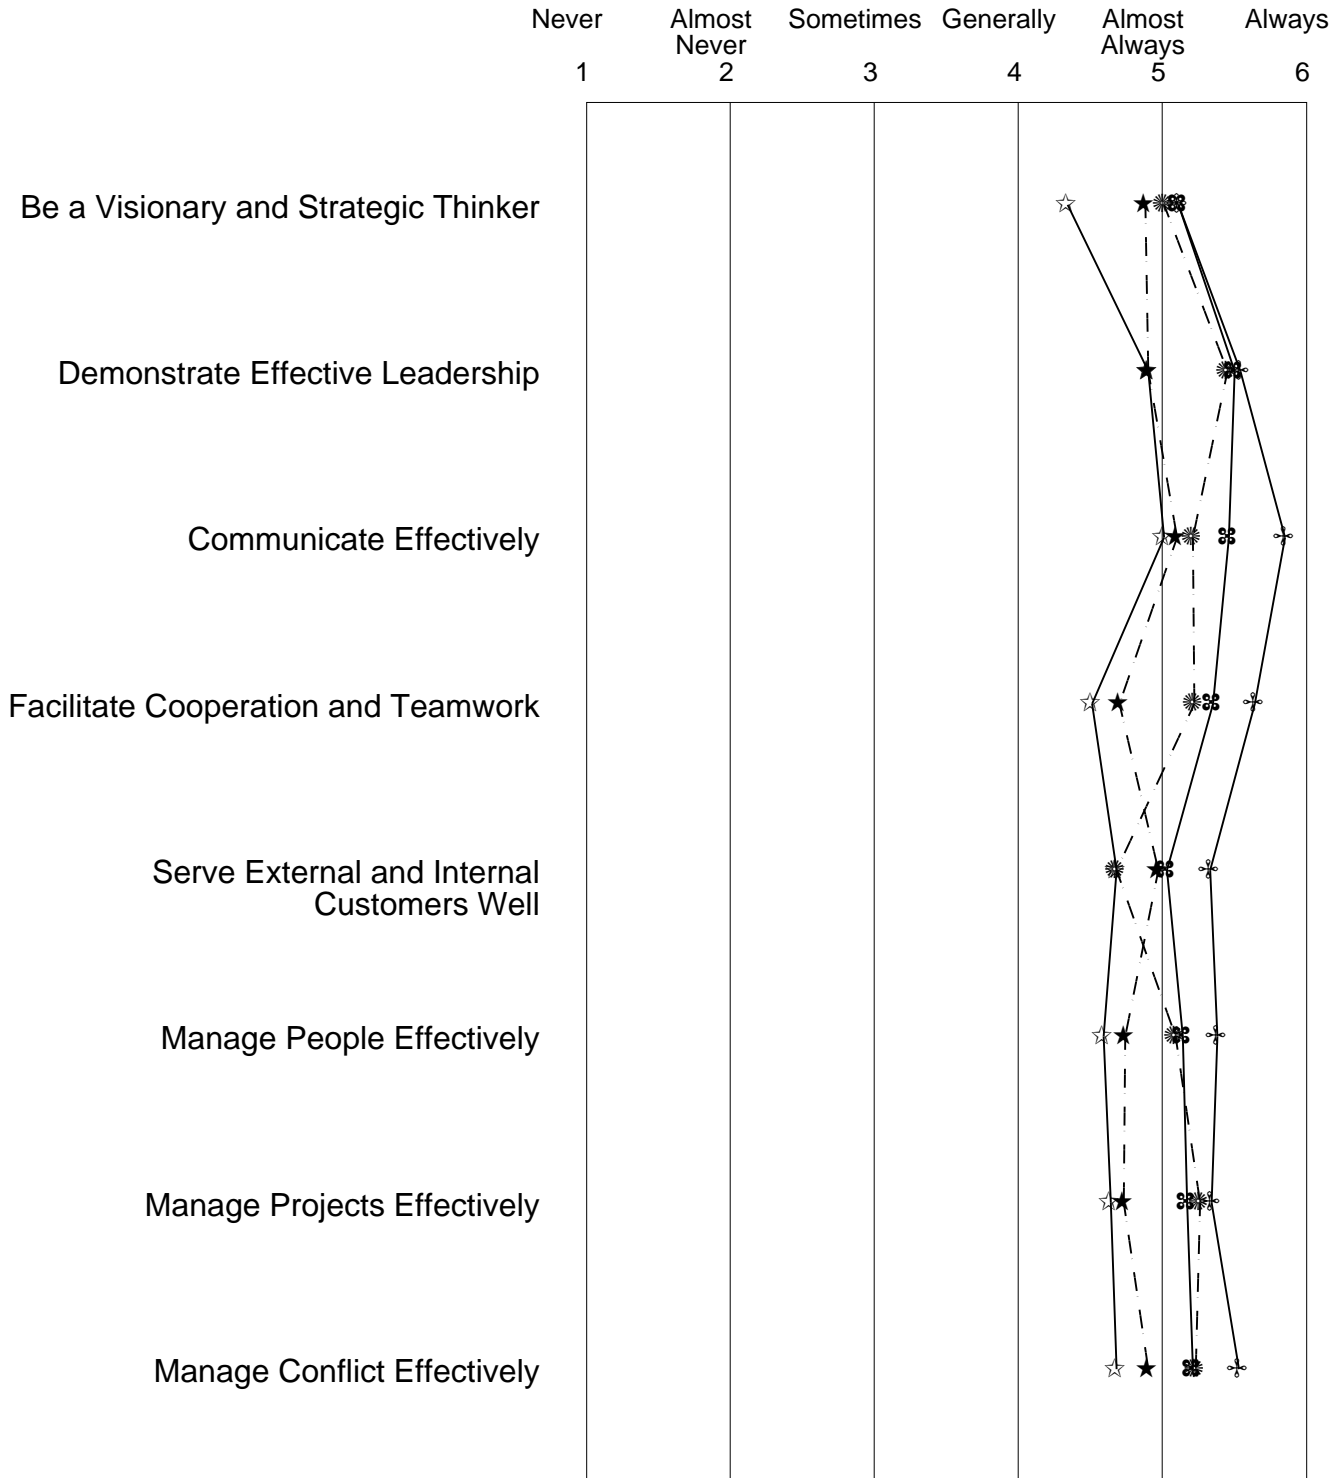 Never Almost Sometimes Generally Almost Always
Never Always
1 2 3 4 5 6
Be a Visionary and Strategic Thinker
Demonstrate Effective Leadership
Communicate Effectively
Facilitate Cooperation and Teamwork
Serve External and Internal
Customers Well
Manage People Effectively
Manage Projects Effectively
Manage Conflict Effectively